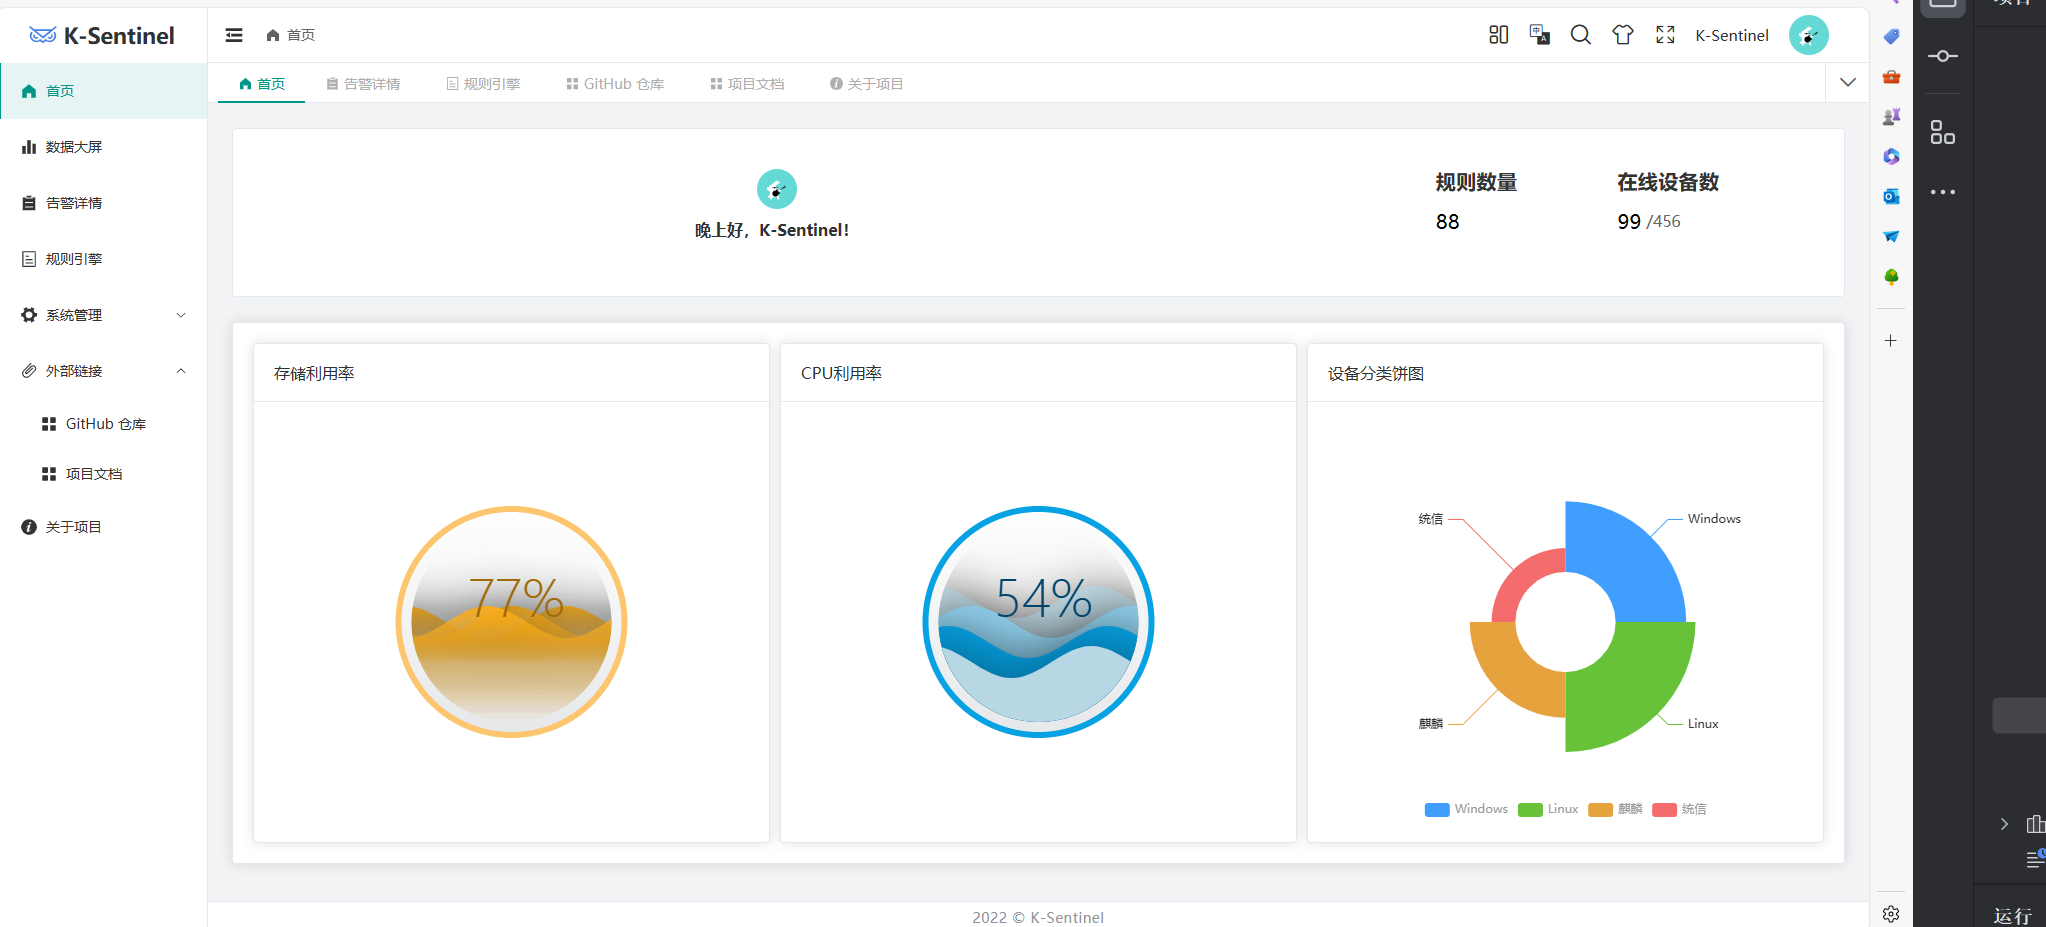 K-Sentinel
首页
K-Sentinel
首页
告警详情
规则引擎
GitHub 仓库
项目文档
关于项目
首页
数据大屏
告警详情
规则引擎
系统管理
外部链接
GitHub 仓库
项目文档
关于项目
晚上好，K-Sentinel！
规则数量
88
在线设备数
99 /456
存储利用率
77%
CPU利用率
54%
设备分类饼图
统信
Windows
麒麟
Linux
Windows Linux 麒麟 统信
2022 © K-Sentinel
运行